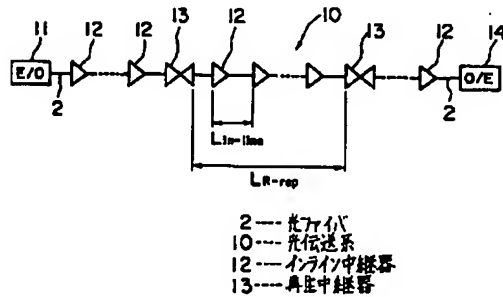 10
11 12 12 13 12 13 12 14
E/O O/E
2 2
Lin-line
LR-rep
2---- 光ファイバ
10---- 光伝送系
12---- インライン中継器
13---- 再生中継器